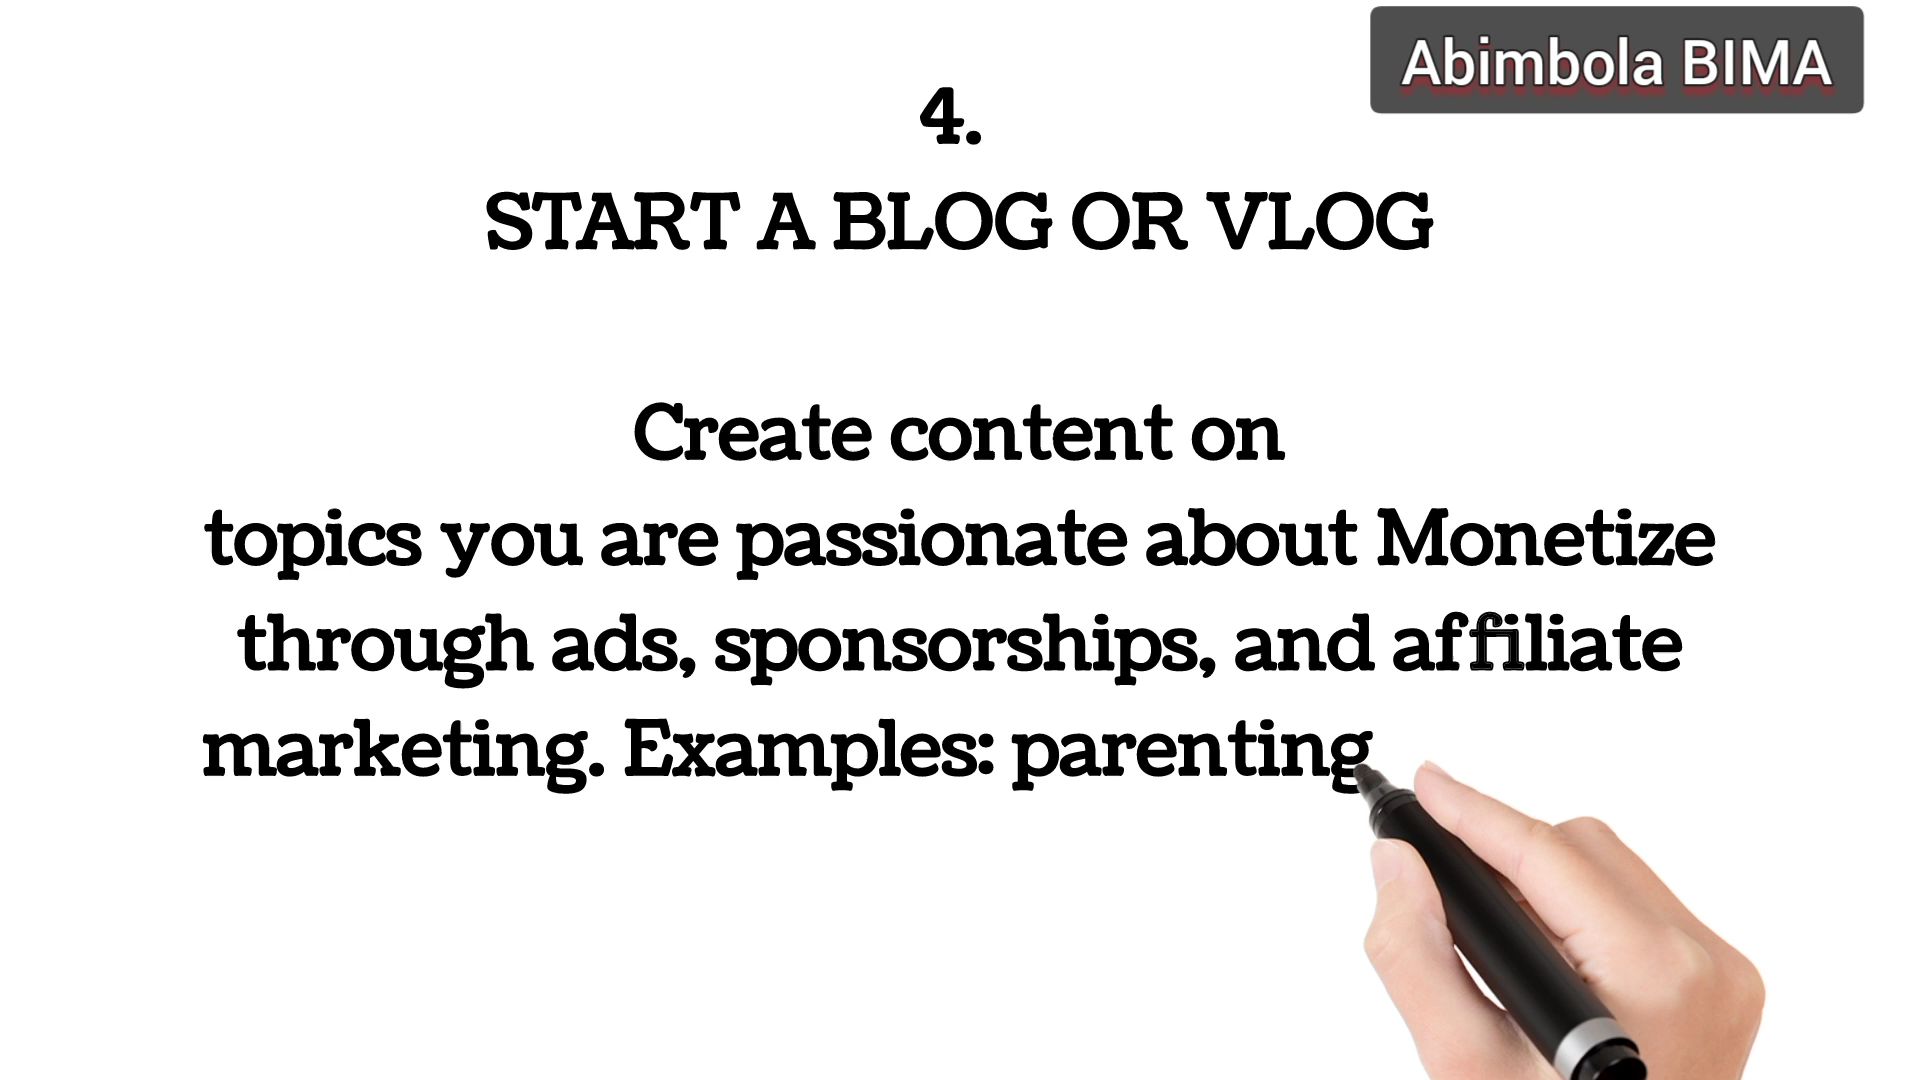 Abimbola BIMA
4.
START A BLOG OR VLOG
Create content on
topics you are passionate about Monetize
through ads, sponsorships, and affiliate
marketing. Examples: parenting